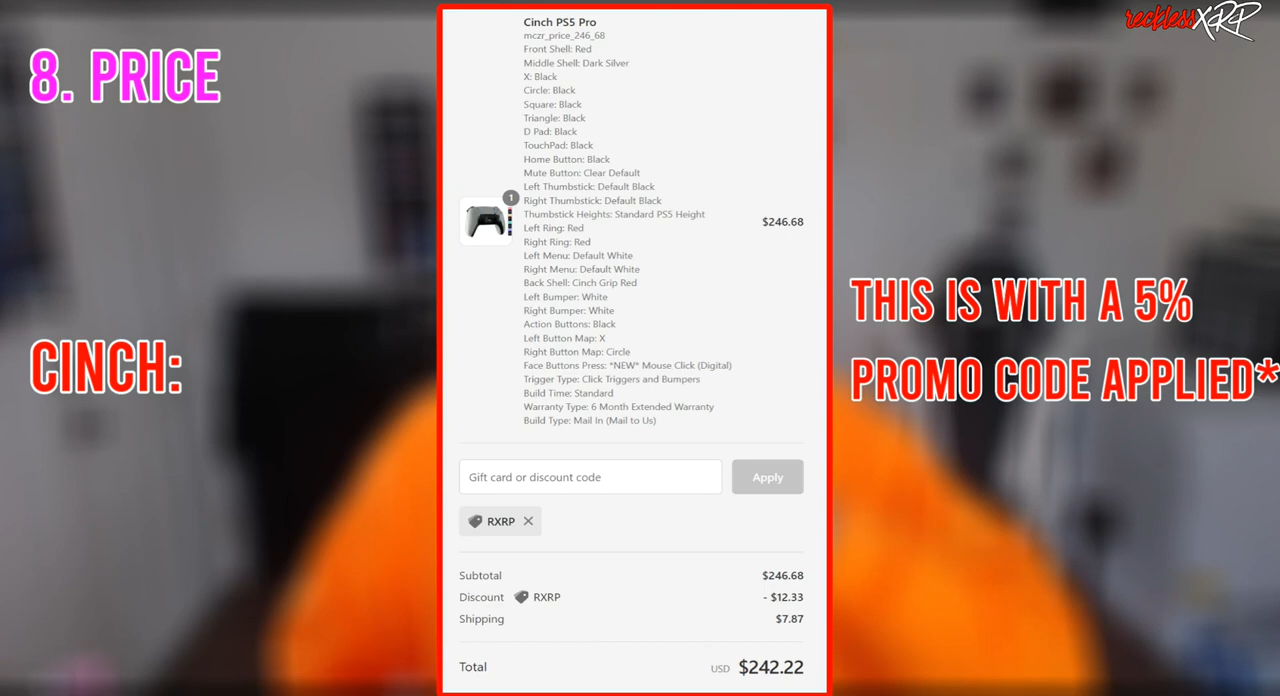 recklessXRP
8. PRICE
CINCH:
Cinch PS5 Pro
mczr_price_246_68
Front Shell: Red
Middle Shell: Dark Silver
X: Black
Circle: Black
Square: Black
Triangle: Black
D Pad: Black
TouchPad: Black
Home Button: Black
Mute Button: Clear Default
Left Thumbstick: Default Black
1
Right Thumbstick: Default Black
Thumbstick Heights: Standard PS5 Height
$246.68
Left Ring: Red
Right Ring: Red
Left Menu: Default White
Right Menu: Default White
Back Shell: Cinch Grip Red
Left Bumper: White
Right Bumper: White
Action Buttons: Black
Left Button Map: X
Right Button Map: Circle
Face Buttons Press: *NEW* Mouse Click (Digital)
Trigger Type: Click Triggers and Bumpers
Build Time: Standard
Warranty Type: 6 Month Extended Warranty
Build Type: Mail In (Mail to Us)
Gift card or discount code
Apply
RXRP
Subtotal $246.68
Discount RXRP - $12.33
Shipping $7.87
Total USD $242.22
THIS IS WITH A 5%
PROMO CODE APPLIED*